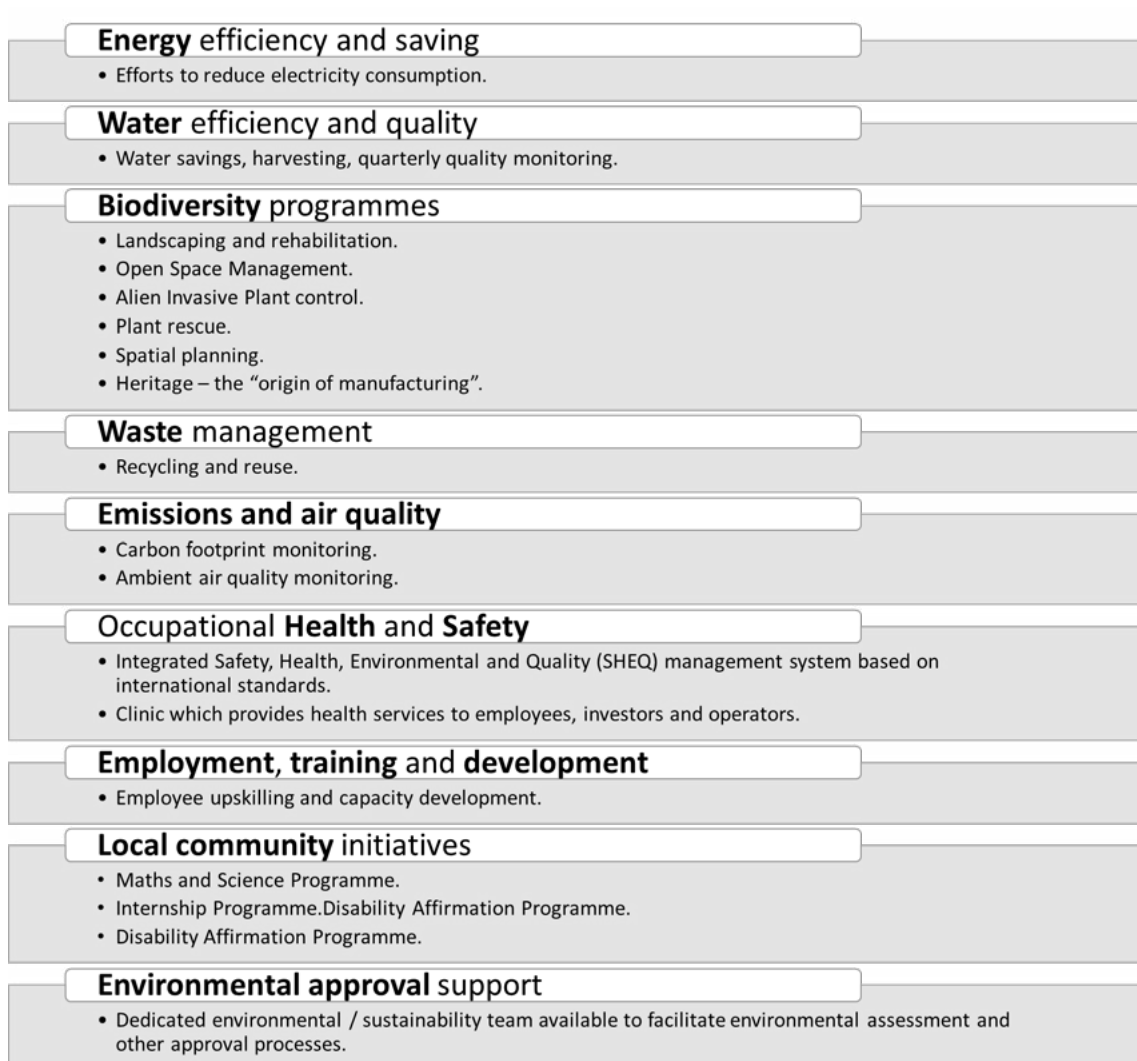 Energy efficiency and saving
• Efforts to reduce electricity consumption.
Water efficiency and quality
• Water savings, harvesting, quarterly quality monitoring.
Biodiversity programmes
• Landscaping and rehabilitation.
• Open Space Management.
• Alien Invasive Plant control.
• Plant rescue.
• Spatial planning.
• Heritage – the “origin of manufacturing”.
Waste management
• Recycling and reuse.
Emissions and air quality
• Carbon footprint monitoring.
• Ambient air quality monitoring.
Occupational Health and Safety
• Integrated Safety, Health, Environmental and Quality (SHEQ) management system based on
international standards.
• Clinic which provides health services to employees, investors and operators.
Employment, training and development
• Employee upskilling and capacity development.
Local community initiatives
• Maths and Science Programme.
• Internship Programme.Disability Affirmation Programme.
• Disability Affirmation Programme.
Environmental approval support
• Dedicated environmental / sustainability team available to facilitate environmental assessment and
other approval processes.